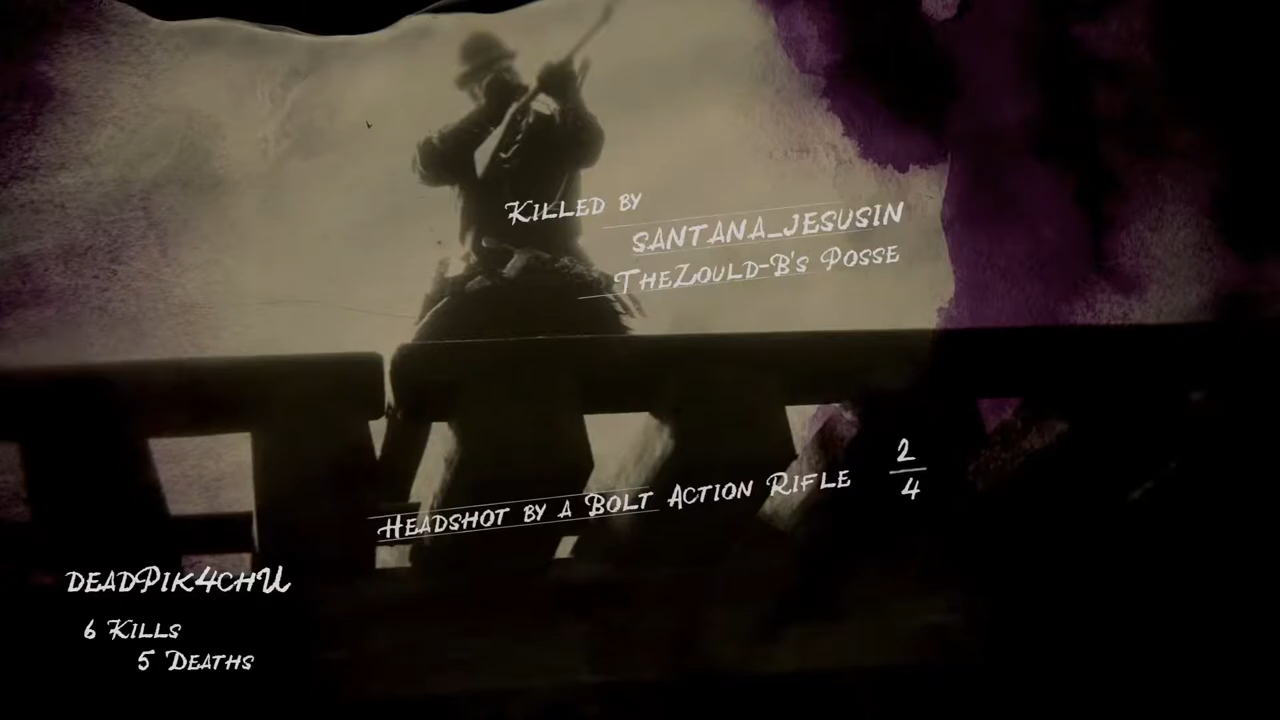 Killed by
SANTANA_JESUSIN
TheZould-B's Posse
Headshot by a Bolt Action Rifle
2
4
deadPik4chU
6 Kills
5 Deaths